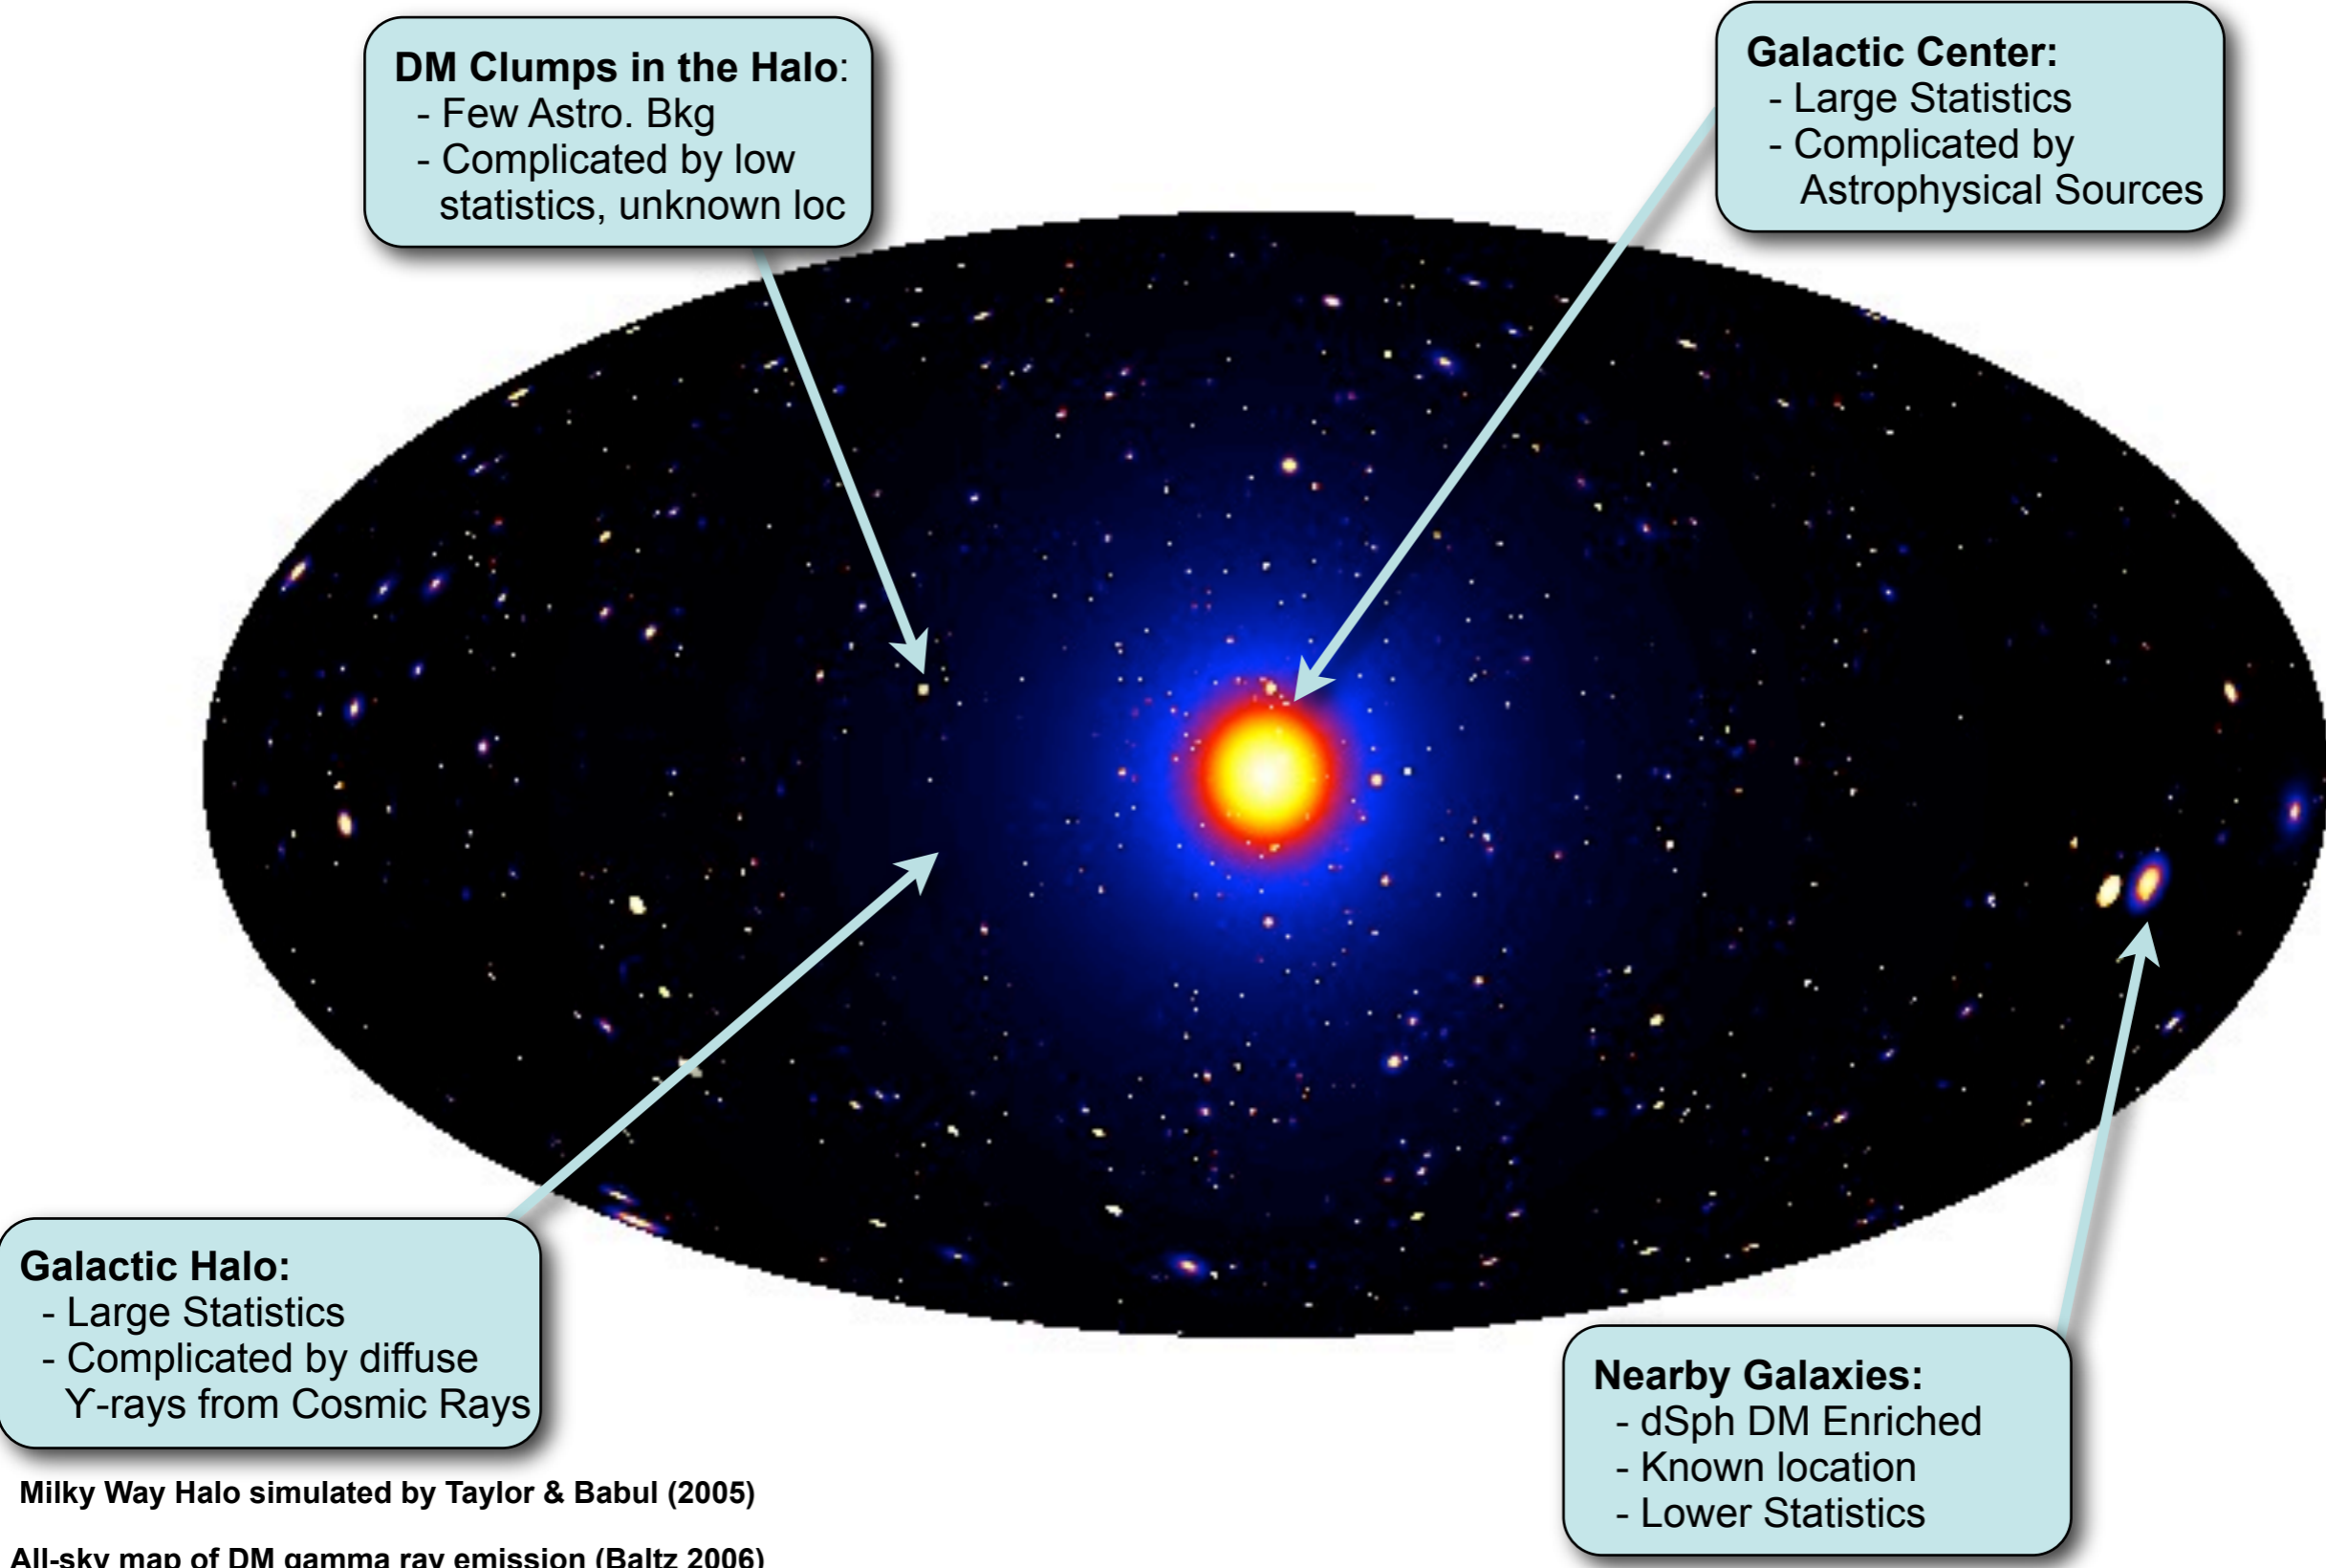 DM Clumps in the Halo:
- Few Astro. Bkg
- Complicated by low
statistics, unknown loc
Galactic Center:
- Large Statistics
- Complicated by
Astrophysical Sources
Galactic Halo:
- Large Statistics
- Complicated by diffuse
ϒ-rays from Cosmic Rays
Nearby Galaxies:
- dSph DM Enriched
- Known location
- Lower Statistics
Milky Way Halo simulated by Taylor & Babul (2005)
All-sky map of DM gamma ray emission (Baltz 2006)